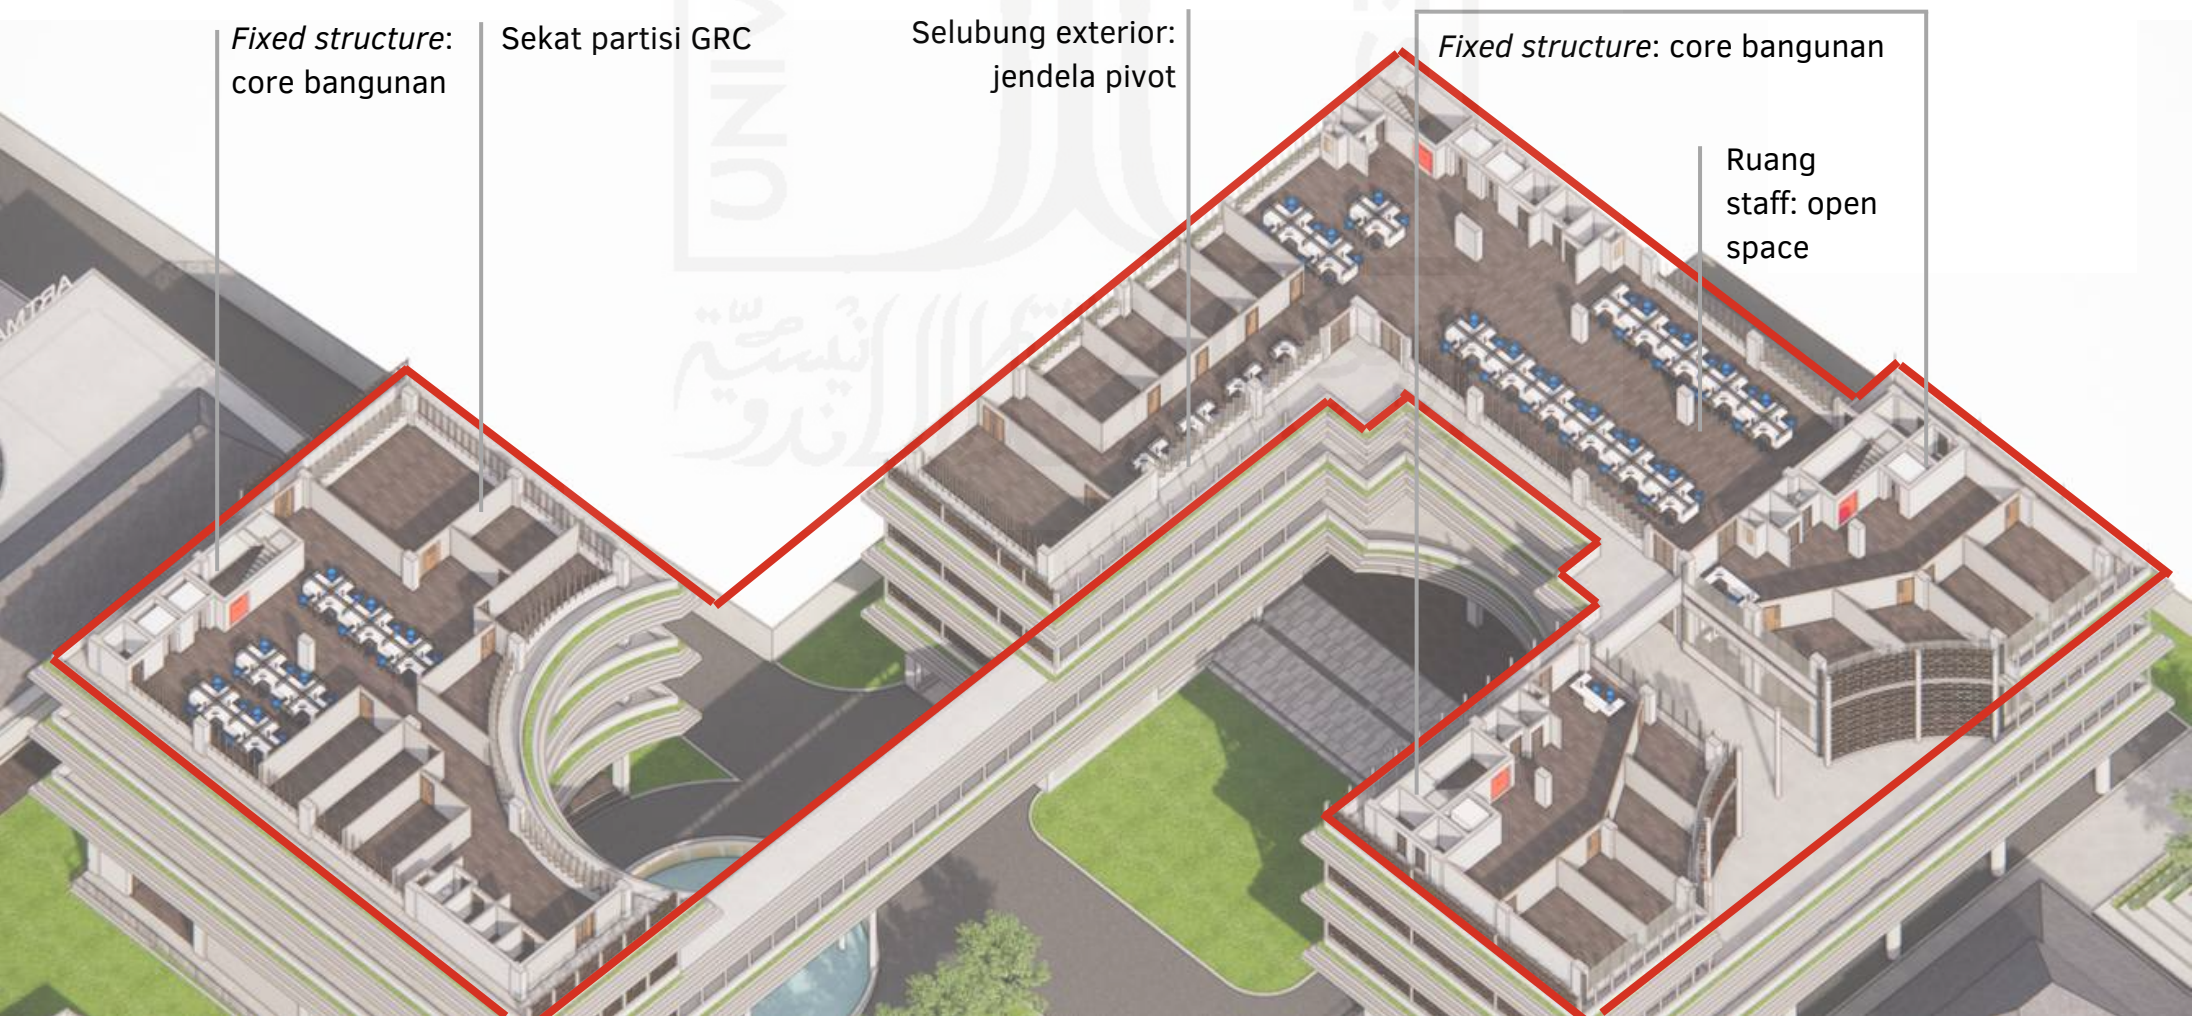 Fixed structure:
core bangunan
Sekat partisi GRC
Selubung exterior:
jendela pivot
Fixed structure: core bangunan
Ruang
staff: open
space
UNIV